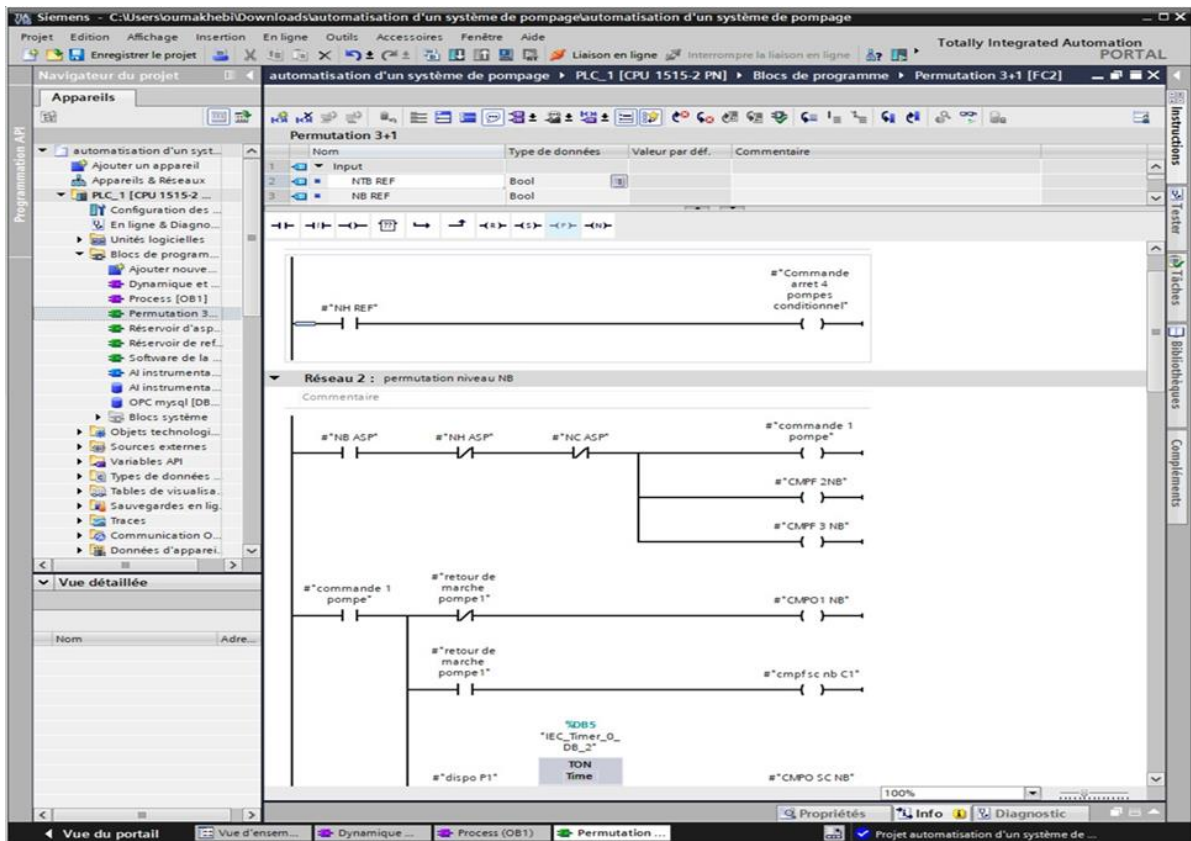 Siemens - C:\Users\oumakhebi\Downloads\automatisation d'un système de pompage\automatisation d'un système de pompage
Projet Edition Affichage Insertion En ligne Outils Accessoires Fenêtre Aide
Totally Integrated Automation
PORTAL
Enregistrer le projet
Liaison en ligne
Interrompre la liaison en ligne
Navigateur du projet
automatisation d'un système de pompage ▸ PLC_1 [CPU 1515-2 PN] ▸ Blocs de programme ▸ Permutation 3+1 [FC2]
Appareils
Programmation API
automatisation d'un syst...
Ajouter un appareil
Appareils & Réseaux
PLC_1 [CPU 1515-2 ...
Configuration des ...
En ligne & Diagno...
Unités logicielles
Blocs de program...
Ajouter nouve...
Dynamique et ...
Process [OB1]
Permutation 3...
Réservoir d'asp...
Réservoir de ref...
Software de la ...
AI instrumenta...
AI instrumenta...
OPC mysql [DB...
Blocs système
Objets technologi...
Sources externes
Variables API
Types de données ...
Tables de visualisa...
Sauvegardes en lig...
Traces
Communication O...
Données d'apparei...
Vue détaillée
Nom Adre...
Permutation 3+1
Nom Type de données Valeur par déf. Commentaire
1 Input
2 NTB REF Bool
3 NB REF Bool
#"NH REF"
#"Commande
arret 4
pompes
conditionnel"
Réseau 2 : permutation niveau NB
Commentaire
#"NB ASP" #"NH ASP" #"NC ASP"
#"commande 1
pompe"
#"CMPF 2NB"
#"CMPF 3 NB"
#"commande 1
pompe"
#"retour de
marche
pompe1"
#"CMPO1 NB"
#"retour de
marche
pompe1"
#"cmpf sc nb C1"
%DB5
"IEC_Timer_0_
DB_2"
TON
Time
#"dispo P1"
#"CMPO SC NB"
100%
Propriétés Info Diagnostic
Instructions
Tester
Tâches
Bibliothèques
Compléments
Vue du portail
Vue d'ensem...
Dynamique ...
Process (OB1)
Permutation ...
Projet automatisation d'un système de ...